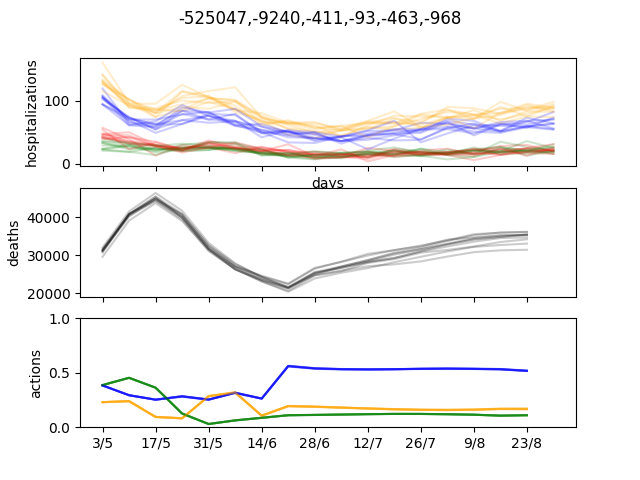 -525047,-9240,-411,-93,-463,-968
hospitalizations
100
0
days
deaths
40000
30000
20000
actions
1.0
0.5
0.0
3/5 17/5 31/5 14/6 28/6 12/7 26/7 9/8 23/8